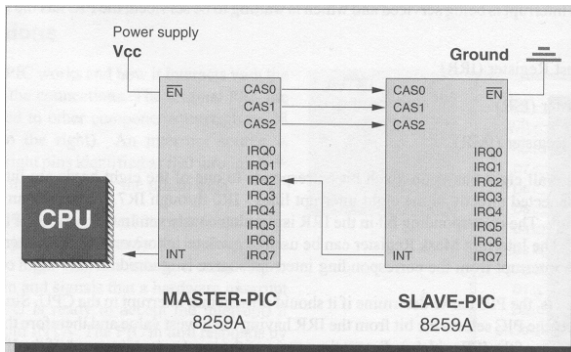 Power supply
Vcc
Ground
EN
CAS0
CAS1
CAS2
IRQ0
IRQ1
IRQ2
IRQ3
IRQ4
IRQ5
IRQ6
IRQ7
INT
CAS0
CAS1
CAS2
EN
IRQ0
IRQ1
IRQ2
IRQ3
IRQ4
IRQ5
IRQ6
IRQ7
INT
CPU
MASTER-PIC
8259A
SLAVE-PIC
8259A